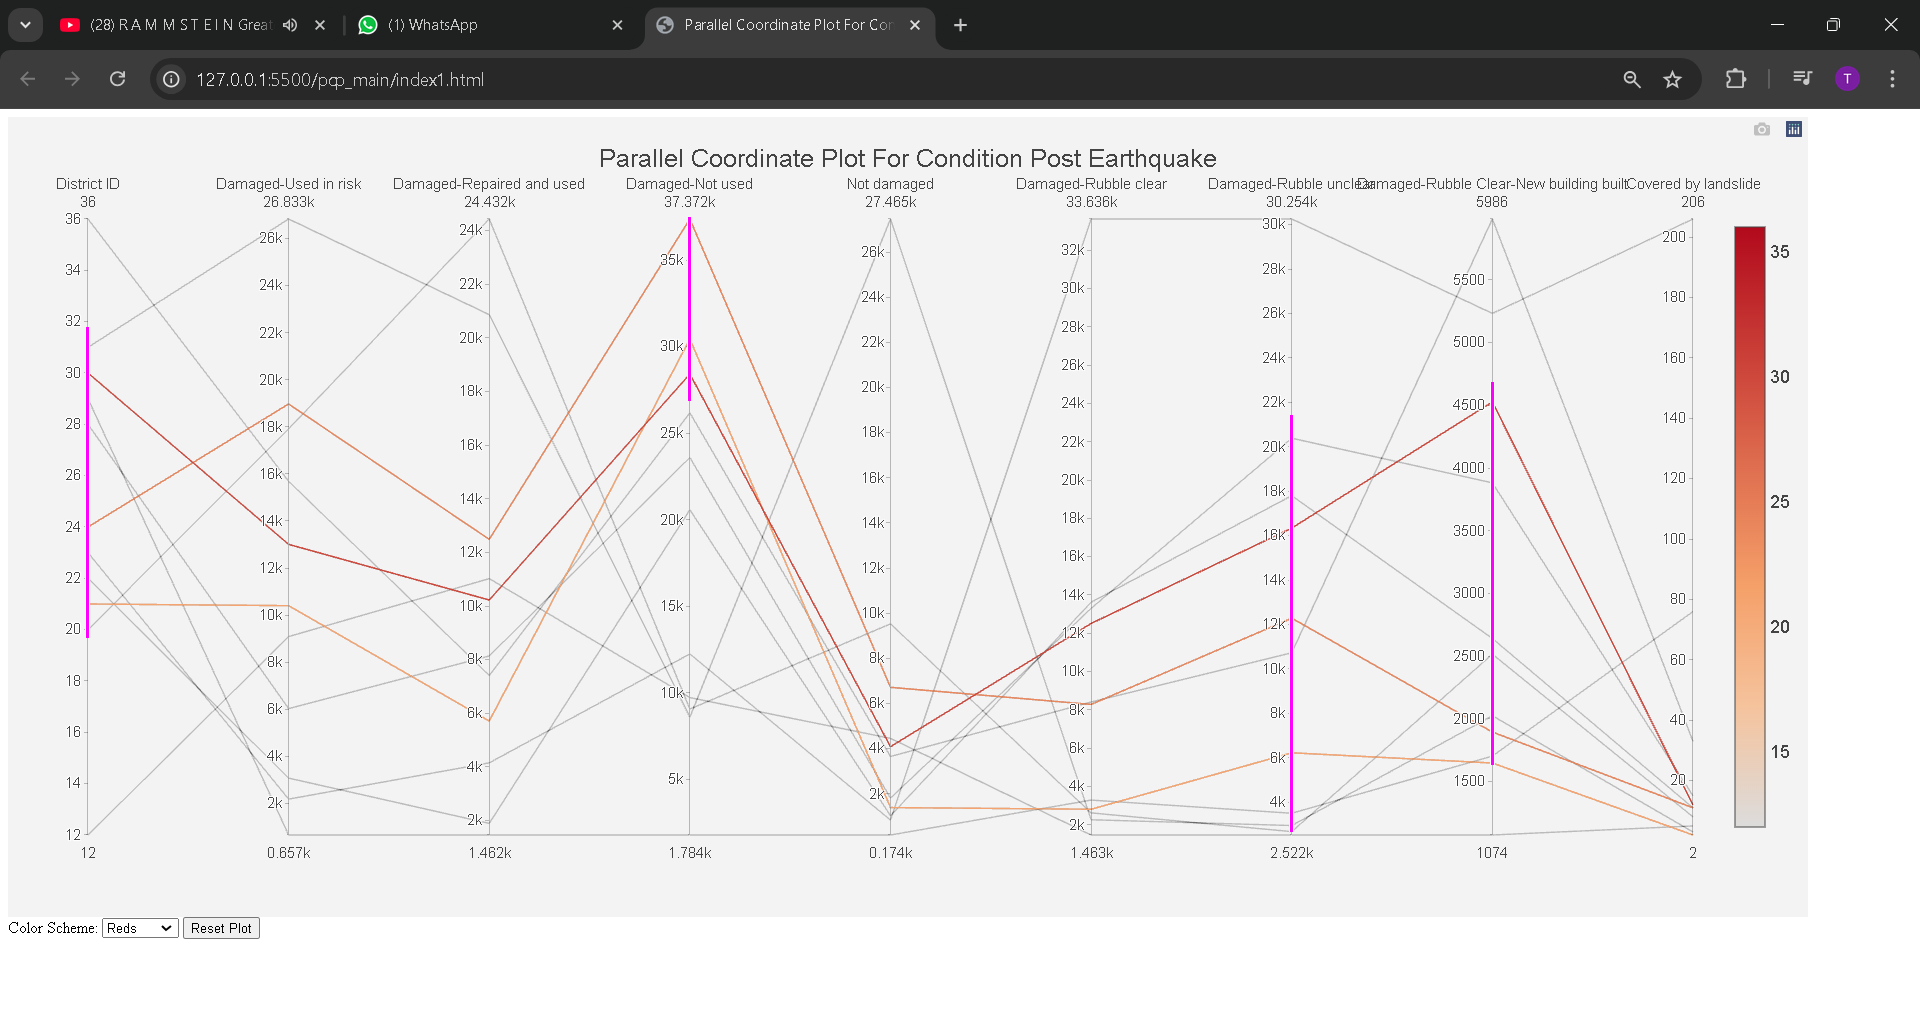 (28) R A M M S T E I N Great
(1) WhatsApp
Parallel Coordinate Plot For Con
127.0.0.1:5500/pqp_main/index1.html
T
Parallel Coordinate Plot For Condition Post Earthquake
District ID Damaged-Used in risk Damaged-Repaired and used Damaged-Not used Not damaged Damaged-Rubble clear Damaged-Rubble unclear Damaged-Rubble Clear-New building built Covered by landslide
36 26.833k 24.432k 37.372k 27.465k 33.636k 30.254k 5986 206
36 34 32 30 28 26 24 22 20 18 16 14 12
26k 24k 22k 20k 18k 16k 14k 12k 10k 8k 6k 4k 2k
24k 22k 20k 18k 16k 14k 12k 10k 8k 6k 4k 2k
35k 30k 25k 20k 15k 10k 5k
26k 24k 22k 20k 18k 16k 14k 12k 10k 8k 6k 4k 2k
32k 30k 28k 26k 24k 22k 20k 18k 16k 14k 12k 10k 8k 6k 4k 2k
30k 28k 26k 24k 22k 20k 18k 16k 14k 12k 10k 8k 6k 4k
5500 5000 4500 4000 3500 3000 2500 2000 1500
200 180 160 140 120 100 80 60 40 20
35 30 25 20 15
12 0.657k 1.462k 1.784k 0.174k 1.463k 2.522k 1074 2
Color Scheme: Reds Reset Plot